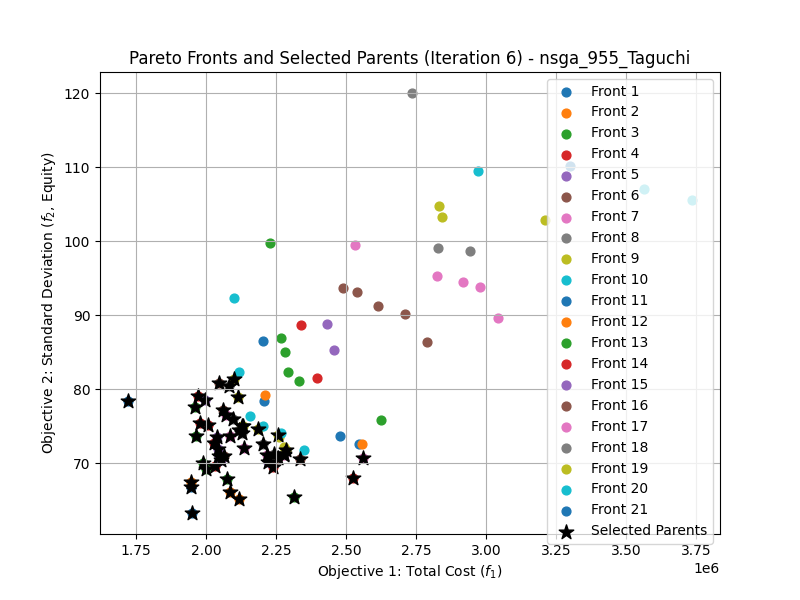 Pareto Fronts and Selected Parents (Iteration 6) - nsga_955_Taguchi
Objective 2: Standard Deviation (f₂, Equity)
120
110
100
90
80
70
Front 1
Front 2
Front 3
Front 4
Front 5
Front 6
Front 7
Front 8
Front 9
Front 10
Front 11
Front 12
Front 13
Front 14
Front 15
Front 16
Front 17
Front 18
Front 19
Front 20
Front 21
Selected Parents
1.75 2.00 2.25 2.50 2.75 3.00 3.25 3.50 3.75
1e6
Objective 1: Total Cost (f₁)